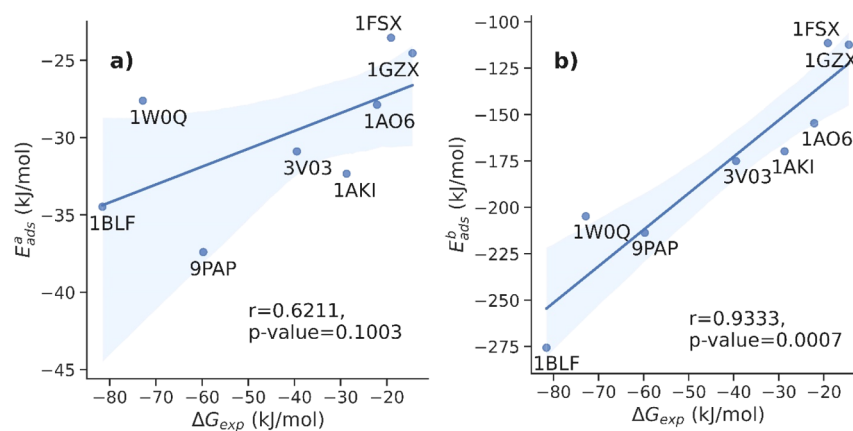 a)
1FSX
1GZX
1W0Q
1AO6
3V03
1AKI
1BLF
9PAP
r=0.6211,
p-value=0.1003
−25
−30
−35
−40
−45
E^a_ads (kJ/mol)
−80 −70 −60 −50 −40 −30 −20
ΔG_exp (kJ/mol)
b)
1FSX
1GZX
1AO6
1AKI
3V03
1W0Q
9PAP
1BLF
r=0.9333,
p-value=0.0007
−100
−125
−150
−175
−200
−225
−250
−275
E^b_ads (kJ/mol)
−80 −70 −60 −50 −40 −30 −20
ΔG_exp (kJ/mol)